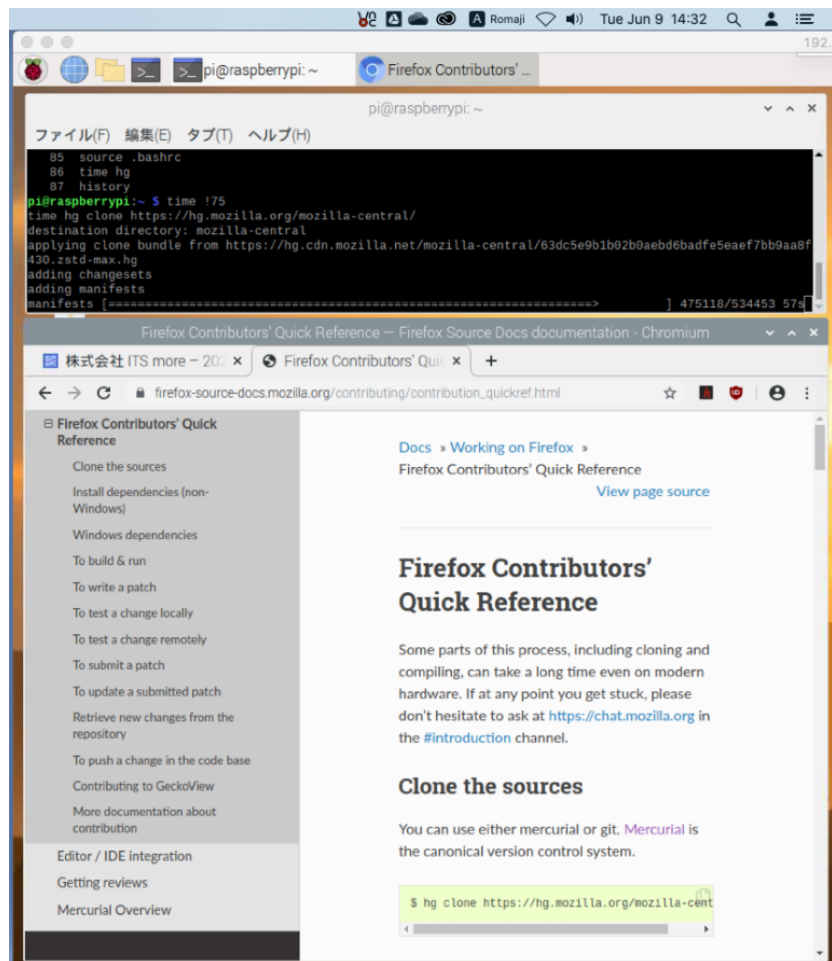 Romaji Tue Jun 9 14:32
192.
pi@raspberrypi: ~ Firefox Contributors' ...
pi@raspberrypi: ~
ファイル(F) 編集(E) タブ(T) ヘルプ(H)
85 source .bashrc
86 time hg
87 history
pi@raspberrypi:~ $ time !75
time hg clone https://hg.mozilla.org/mozilla-central/
destination directory: mozilla-central
applying clone bundle from https://hg.cdn.mozilla.net/mozilla-central/63dc5e9b1b02b0aebd6badfe5eaef7bb9aa8f
430.zstd-max.hg
adding changesets
adding manifests
manifests [==================================================================> ] 475118/534453 57s
Firefox Contributors' Quick Reference — Firefox Source Docs documentation - Chromium
株式会社 ITS more – 202 × Firefox Contributors' Quic × +
firefox-source-docs.mozilla.org/contributing/contribution_quickref.html
Firefox Contributors' Quick
Reference
Clone the sources
Install dependencies (non-
Windows)
Windows dependencies
To build & run
To write a patch
To test a change locally
To test a change remotely
To submit a patch
To update a submitted patch
Retrieve new changes from the
repository
To push a change in the code base
Contributing to GeckoView
More documentation about
contribution
Editor / IDE integration
Getting reviews
Mercurial Overview
Docs » Working on Firefox »
Firefox Contributors' Quick Reference
View page source
Firefox Contributors'
Quick Reference
Some parts of this process, including cloning and
compiling, can take a long time even on modern
hardware. If at any point you get stuck, please
don't hesitate to ask at https://chat.mozilla.org in
the #introduction channel.
Clone the sources
You can use either mercurial or git. Mercurial is
the canonical version control system.
$ hg clone https://hg.mozilla.org/mozilla-cent